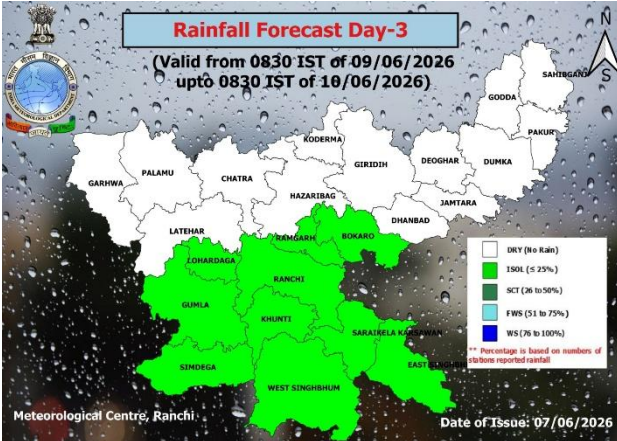 Rainfall Forecast Day-3
(Valid from 0830 IST of 09/06/2026
upto 0830 IST of 10/06/2026)
N
S
SAHIBGANJ
GODDA
PAKUR
KODERMA
GIRIDIH
DEOGHAR
DUMKA
PALAMU
GARHWA
CHATRA
HAZARIBAG
JAMTARA
DHANBAD
LATEHAR
RAMGARH
BOKARO
LOHARDAGA
RANCHI
GUMLA
KHUNTI
SARAIKELA KARSAWAN
SIMDEGA
EAST SINGHBHUM
WEST SINGHBHUM
DRY (No Rain)
ISOL (≤ 25%)
SCT (26 to 50%)
FWS (51 to 75%)
WS (76 to 100%)
** Percentage is based on numbers of
stations reported rainfall
Meteorological Centre, Ranchi
Date of Issue: 07/06/2026